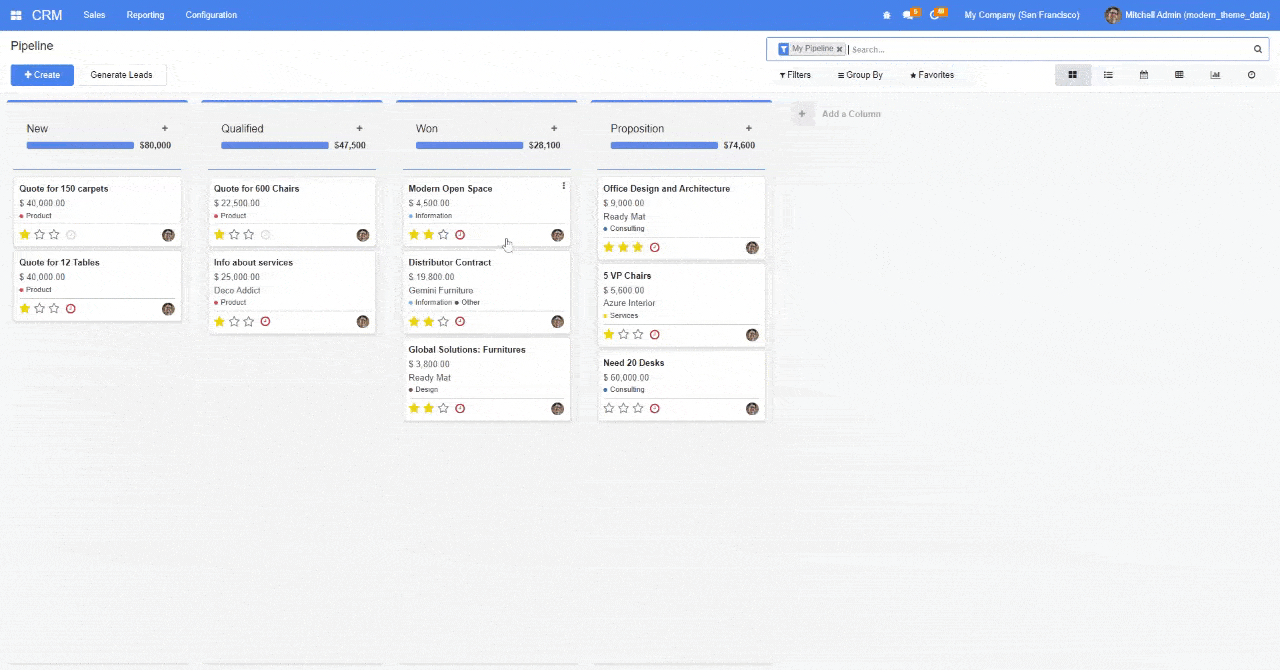 CRM Sales Reporting Configuration 5 My Company (San Francisco) Mitchell Admin (modern_theme_data)
Pipeline
My Pipeline × Search...
+ Create Generate Leads
Filters Group By Favorites
New +
$80,000
Quote for 150 carpets
$ 40,000.00
Product
Quote for 12 Tables
$ 40,000.00
Product
Qualified +
$47,500
Quote for 600 Chairs
$ 22,500.00
Product
Info about services
$ 25,000.00
Deco Addict
Product
Won +
$28,100
Modern Open Space
$ 4,500.00
Information
Distributor Contract
$ 19,800.00
Gemini Furniture
Information Other
Global Solutions: Furnitures
$ 3,800.00
Ready Mat
Design
Proposition +
$74,600
Office Design and Architecture
$ 9,000.00
Ready Mat
Consulting
5 VP Chairs
$ 5,600.00
Azure Interior
Services
Need 20 Desks
$ 60,000.00
Consulting
+ Add a Column